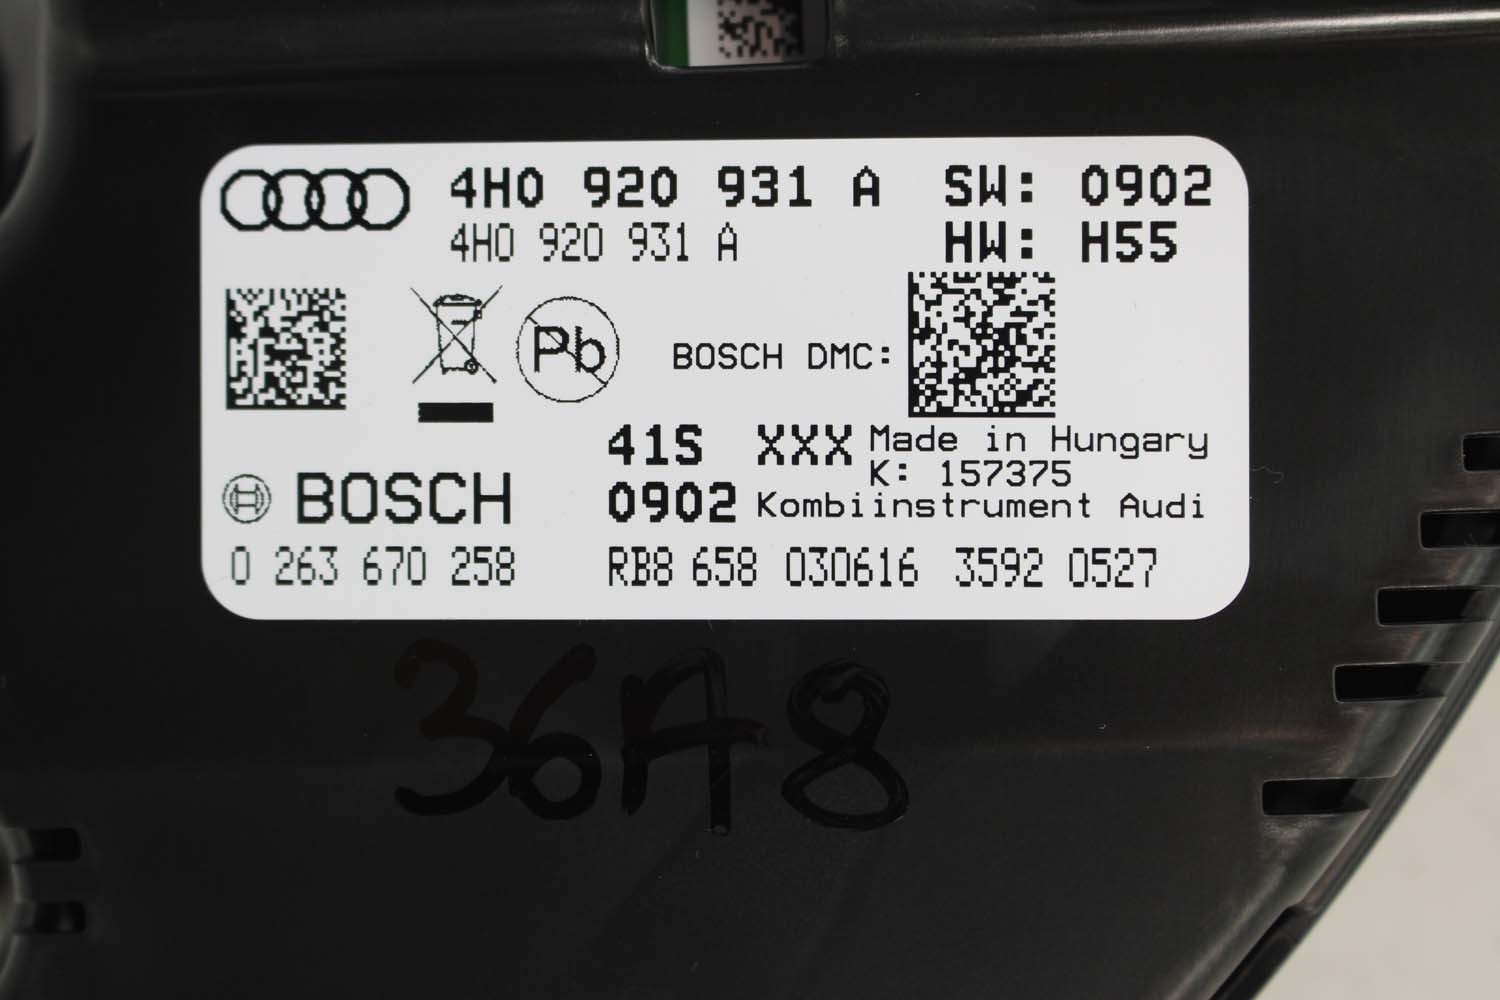 4H0 920 931 A SW: 0902
4H0 920 931 A HW: H55
Pb
BOSCH DMC:
41S XXX Made in Hungary
K: 157375
BOSCH 0902 Kombiinstrument Audi
0 263 670 258 RB8 658 030616 3592 0527
36A8